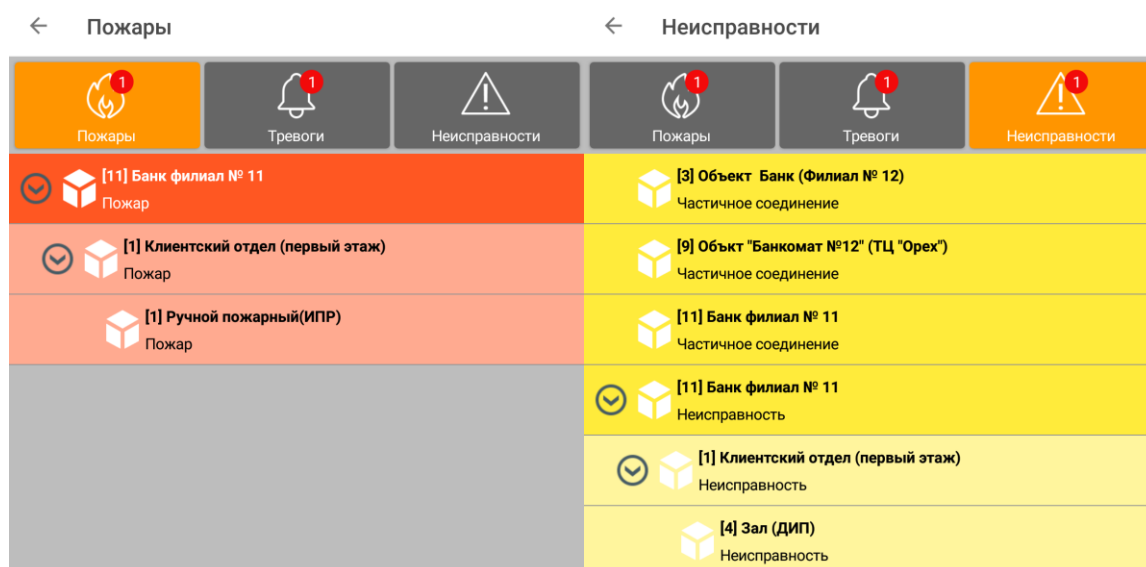 Пожары
1
1
Пожары
Тревоги
Неисправности
[11] Банк филиал № 11
Пожар
[1] Клиентский отдел (первый этаж)
Пожар
[1] Ручной пожарный(ИПР)
Пожар
Неисправности
1
1
1
Пожары
Тревоги
Неисправности
[3] Объект Банк (Филиал № 12)
Частичное соединение
[9] Объкт "Банкомат №12" (ТЦ "Орех")
Частичное соединение
[11] Банк филиал № 11
Частичное соединение
[11] Банк филиал № 11
Неисправность
[1] Клиентский отдел (первый этаж)
Неисправность
[4] Зал (ДИП)
Неисправность